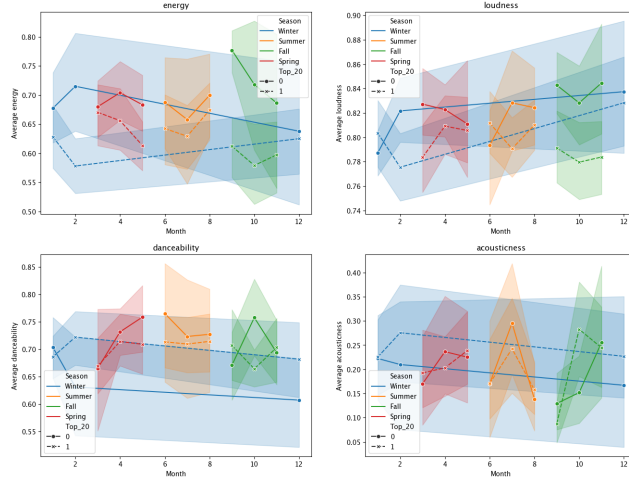 energy
Average energy
0.80
0.75
0.70
0.65
0.60
0.55
0.50
2
4
6
8
10
12
Month
Season
Winter
Summer
Fall
Spring
Top_20
0
1
loudness
Average loudness
0.90
0.88
0.86
0.84
0.82
0.80
0.78
0.76
0.74
2
4
6
8
10
12
Month
Season
Winter
Summer
Fall
Spring
Top_20
0
1
danceability
Average danceability
0.85
0.80
0.75
0.70
0.65
0.60
0.55
2
4
6
8
10
12
Month
Season
Winter
Summer
Fall
Spring
Top_20
0
1
acousticness
Average acousticness
0.40
0.35
0.30
0.25
0.20
0.15
0.10
0.05
2
4
6
8
10
12
Month
Season
Winter
Summer
Fall
Spring
Top_20
0
1